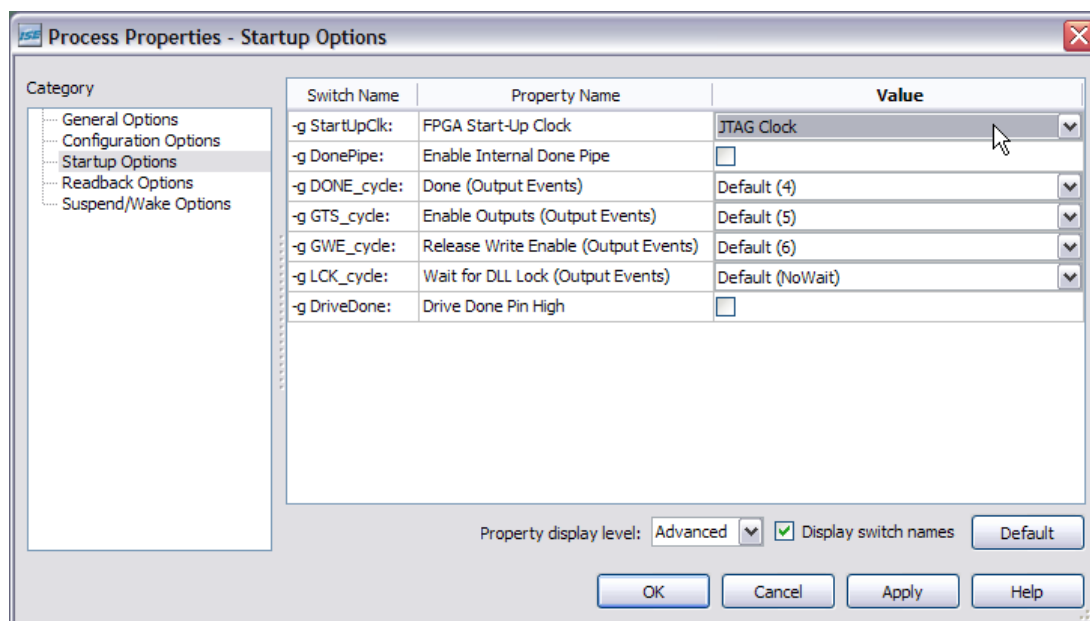 ISE Process Properties - Startup Options
Category
General Options
Configuration Options
Startup Options
Readback Options
Suspend/Wake Options
Switch Name Property Name Value
-g StartUpClk: FPGA Start-Up Clock JTAG Clock
-g DonePipe: Enable Internal Done Pipe
-g DONE_cycle: Done (Output Events) Default (4)
-g GTS_cycle: Enable Outputs (Output Events) Default (5)
-g GWE_cycle: Release Write Enable (Output Events) Default (6)
-g LCK_cycle: Wait for DLL Lock (Output Events) Default (NoWait)
-g DriveDone: Drive Done Pin High
Property display level: Advanced Display switch names Default
OK Cancel Apply Help